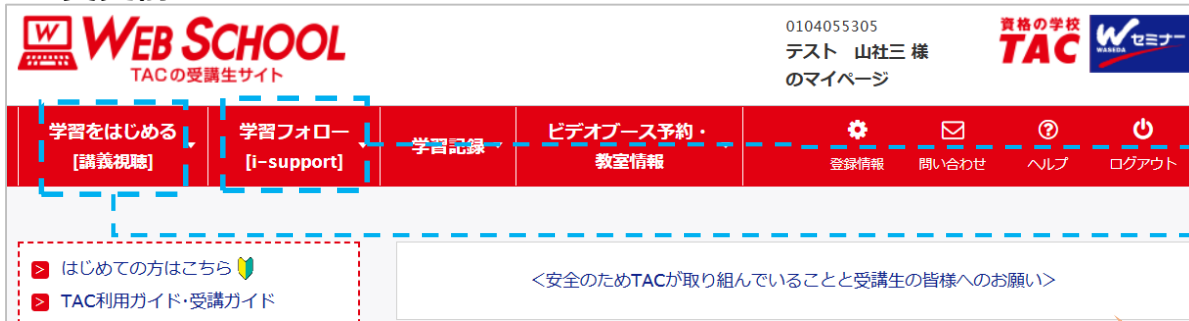 WEB SCHOOL
TACの受講生サイト
0104055305
テスト 山社三 様
のマイページ
資格の学校
TAC
Wセミナー
WASEDA
学習をはじめる
[講義視聴]
学習フォロー
[i-support]
学習記録
ビデオブース予約・
教室情報
登録情報
問い合わせ
ヘルプ
ログアウト
はじめての方はこちら
TAC利用ガイド・受講ガイド
<安全のためTACが取り組んでいることと受講生の皆様へのお願い>